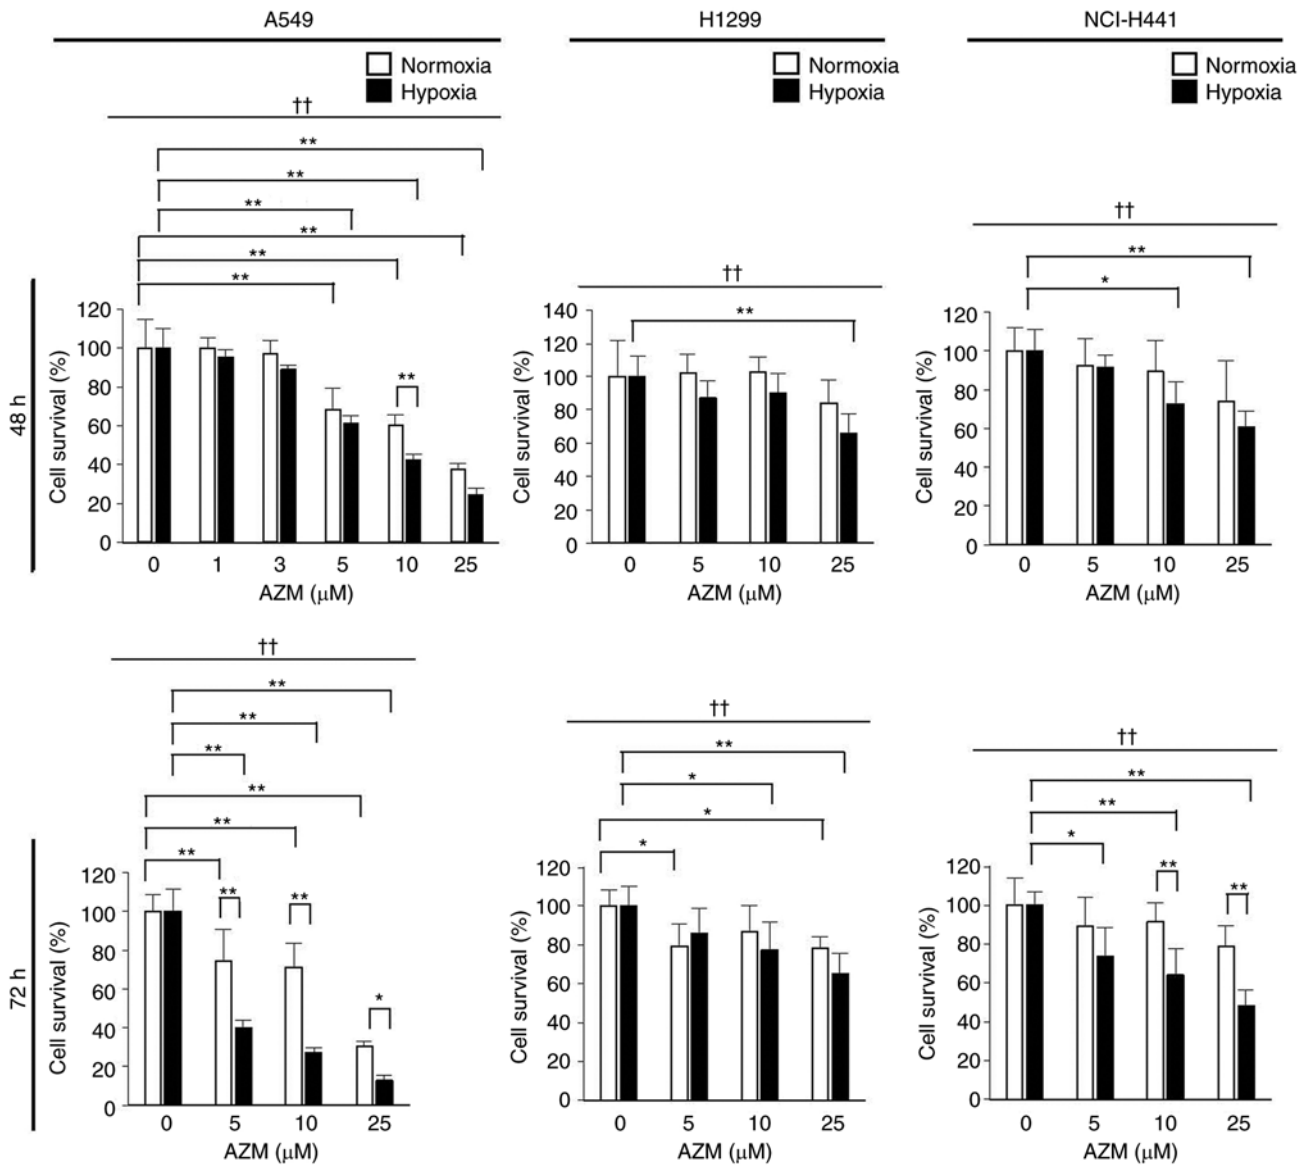 A549
H1299
NCI-H441
Normoxia
Hypoxia
Normoxia
Hypoxia
Normoxia
Hypoxia
48 h
††
**
**
**
**
**
**
**
Cell survival (%)
120
100
80
60
40
20
0
0 1 3 5 10 25
AZM (μM)
††
**
Cell survival (%)
140
120
100
80
60
40
20
0
0 5 10 25
AZM (μM)
††
**
*
Cell survival (%)
120
100
80
60
40
20
0
0 5 10 25
AZM (μM)
72 h
††
**
**
**
**
**
**
** **
*
Cell survival (%)
120
100
80
60
40
20
0
0 5 10 25
AZM (μM)
††
**
*
*
*
Cell survival (%)
120
100
80
60
40
20
0
0 5 10 25
AZM (μM)
††
**
**
*
**
**
Cell survival (%)
120
100
80
60
40
20
0
0 5 10 25
AZM (μM)